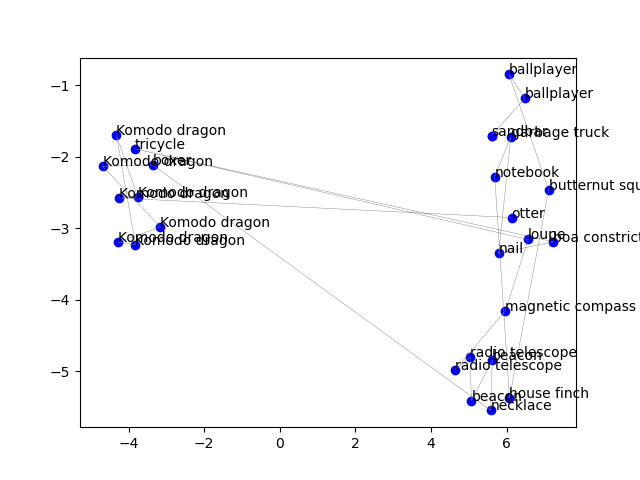 ballplayer
−1
ballplayer
Komodo dragon
sandbar
garbage truck
tricycle
−2
Komodo dragon
boxer
notebook
butternut squ
Komodo dragon
Komodo dragon
otter
−3
Komodo dragon
loupe
boa constrict
Komodo dragon
Komodo dragon
nail
−4
magnetic compass
radio telescope
beacon
radio telescope
−5
beacon
house finch
necklace
−4
−2
0
2
4
6